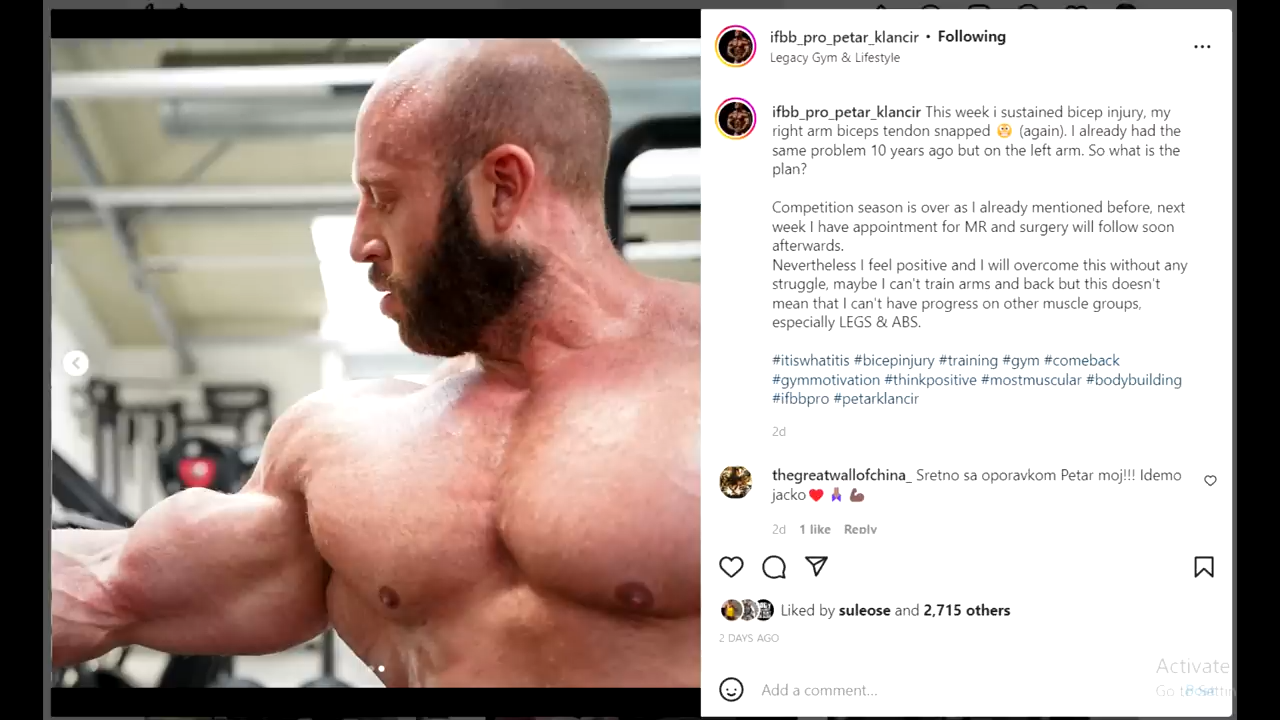 ifbb_pro_petar_klancir • Following
Legacy Gym & Lifestyle
ifbb_pro_petar_klancir This week i sustained bicep injury, my
right arm biceps tendon snapped 😳 (again). I already had the
same problem 10 years ago but on the left arm. So what is the
plan?
Competition season is over as I already mentioned before, next
week I have appointment for MR and surgery will follow soon
afterwards.
Nevertheless I feel positive and I will overcome this without any
struggle, maybe I can't train arms and back but this doesn't
mean that I can't have progress on other muscle groups,
especially LEGS & ABS.
#itiswhatitis #bicepinjury #training #gym #comeback
#gymmotivation #thinkpositive #mostmuscular #bodybuilding
#ifbbpro #petarklancir
2d
thegreatwallofchina_ Sretno sa oporavkom Petar moj!!! Idemo
jacko❤️🙏🏽💪🏾
2d 1 like Reply
Liked by suleose and 2,715 others
2 DAYS AGO
Activate
Add a comment...
Go to